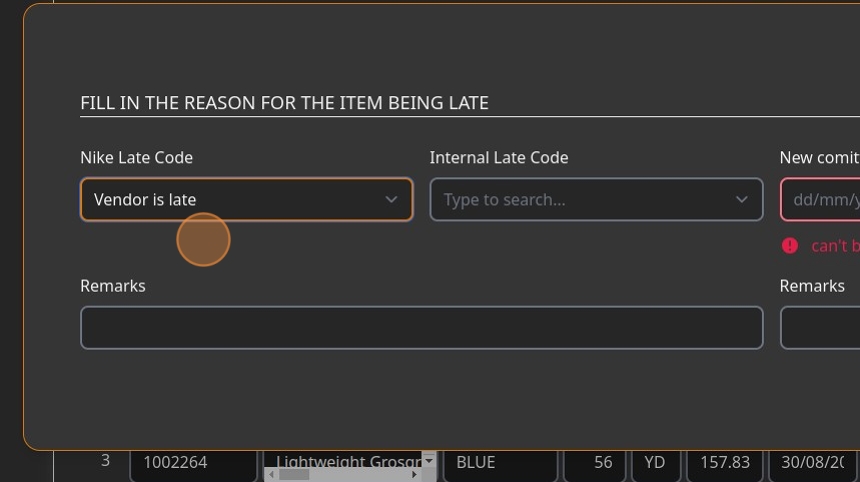 FILL IN THE REASON FOR THE ITEM BEING LATE
Nike Late Code Internal Late Code New comit
Vendor is late Type to search... dd/mm/y
can't b
Remarks Remarks
3 1002264 Lightweight Grosgr BLUE 56 YD 157.83 30/08/20